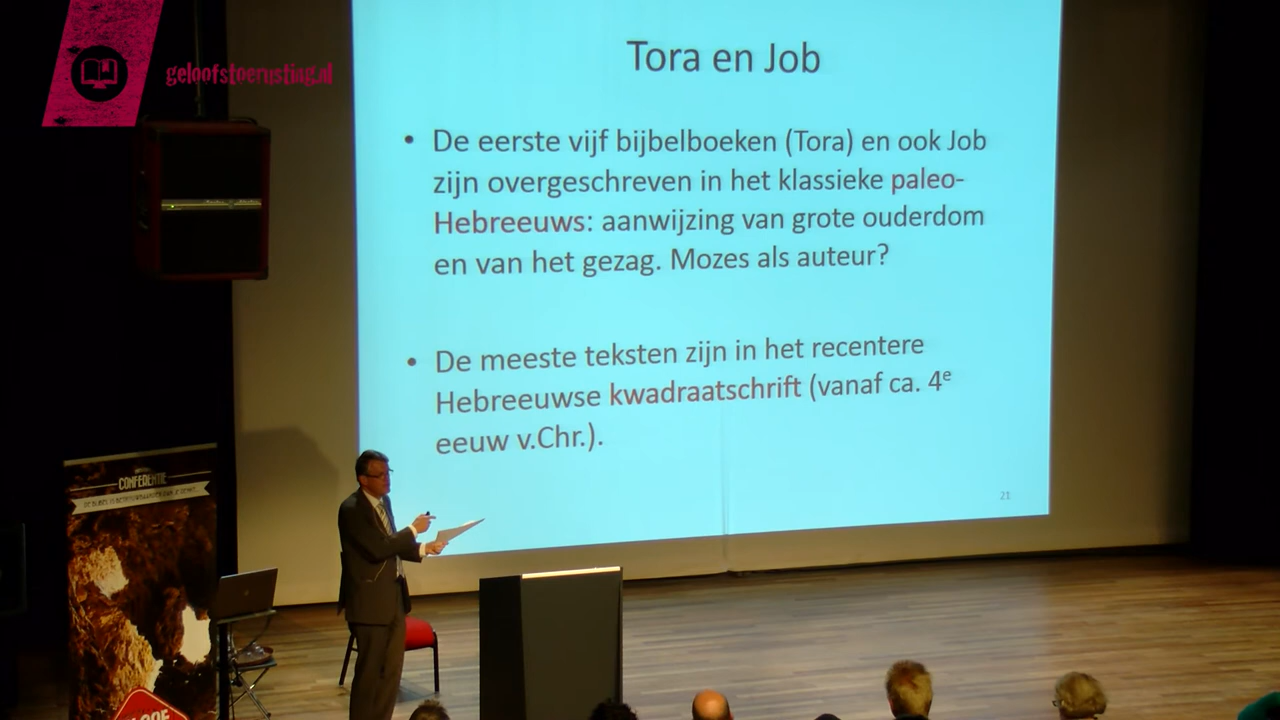 geloofstoerusting.nl
Tora en Job
• De eerste vijf bijbelboeken (Tora) en ook Job
zijn overgeschreven in het klassieke paleo-
Hebreeuws: aanwijzing van grote ouderdom
en van het gezag. Mozes als auteur?
• De meeste teksten zijn in het recentere
Hebreeuwse kwadraatschrift (vanaf ca. 4e
eeuw v.Chr.).
21
CONFERENTIE